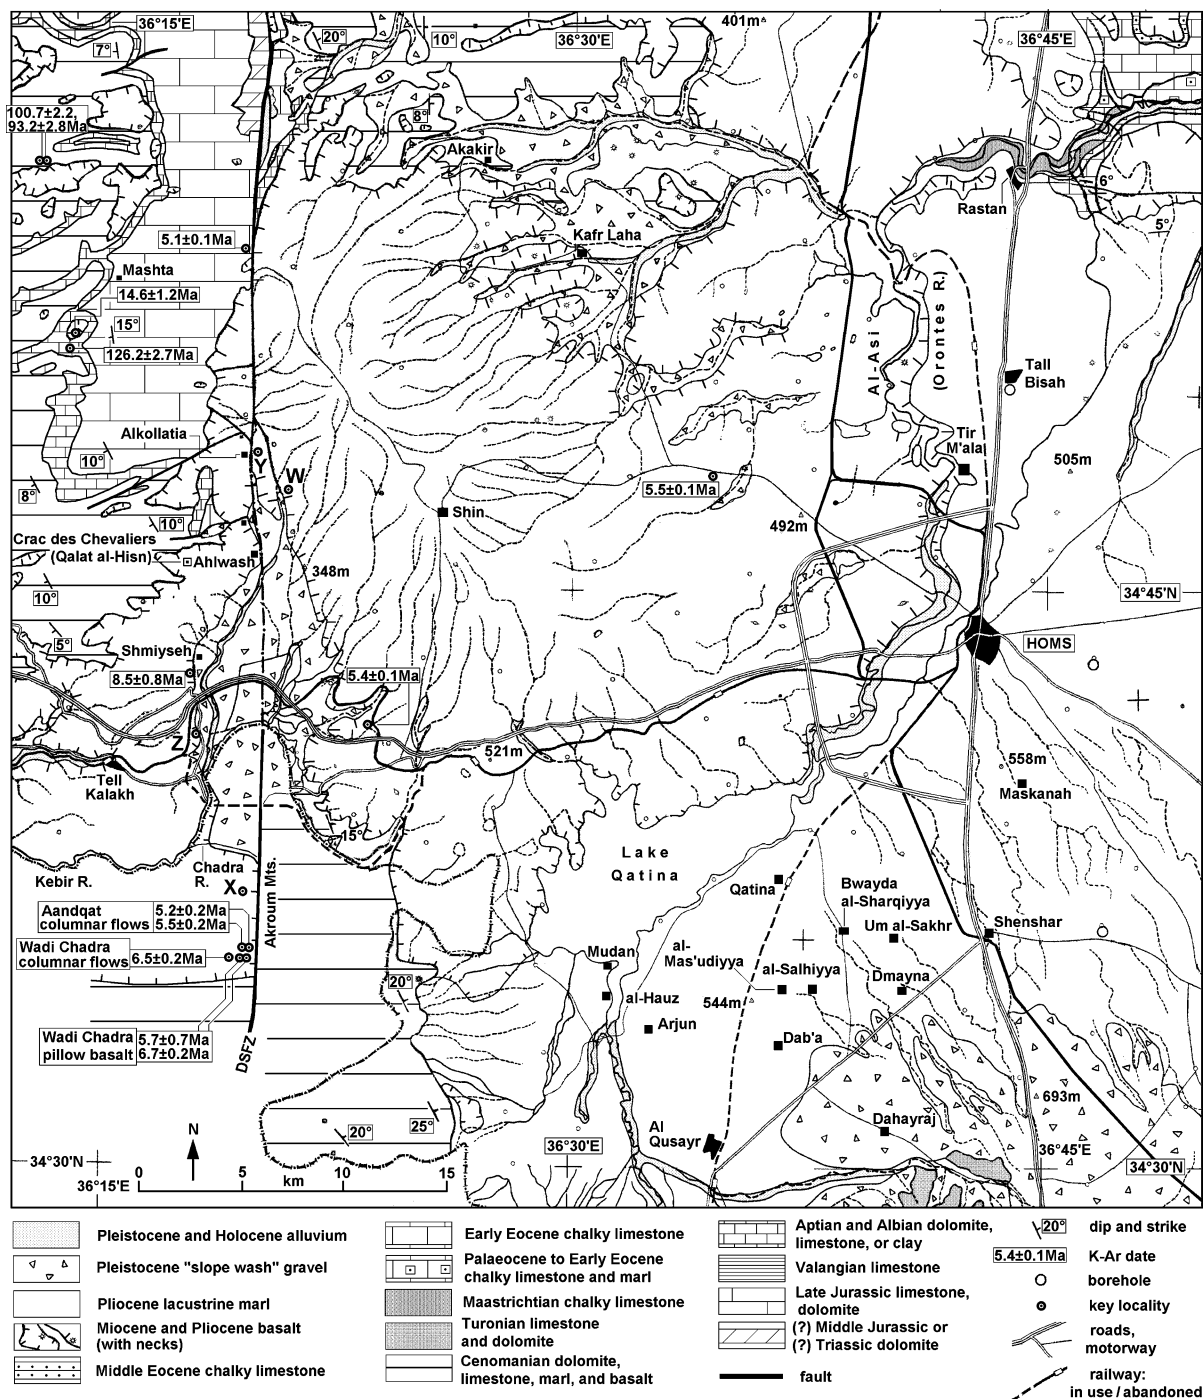 36°15'E
20°
10°
36°30'E
401m
36°45'E
7°
8°
100.7±2.2,
93.2±2.8Ma
Akakir
Rastan
6°
5°
5.1±0.1Ma
Kafr Laha
Mashta
14.6±1.2Ma
15°
126.2±2.7Ma
Al-Asi
(Orontes R.)
Tall
Bisah
Alkollatia
10°
Y
W
8°
Tir
M'ala
505m
5.5±0.1Ma
Shin
492m
10°
Crac des Chevaliers
(Qalat al-Hisn)
Ahlwash
348m
10°
34°45'N
5°
Shmiyseh
HOMS
8.5±0.8Ma
5.4±0.1Ma
Z
521m
558m
Tell
Kalakh
Maskanah
15°
Lake
Qatina
Kebir R.
Chadra
R.
X
Akroum Mts.
Qatina
Bwayda
al-Sharqiyya
Aandqat
columnar flows
5.2±0.2Ma
5.5±0.2Ma
Um al-Sakhr
Shenshar
Wadi Chadra
columnar flows
6.5±0.2Ma
Mudan
al-
Mas'udiyya
al-Salhiyya
Dmayna
20°
al-Hauz
544m
Arjun
Wadi Chadra
pillow basalt
5.7±0.7Ma
6.7±0.2Ma
Dab'a
DSFZ
693m
20°
25°
Dahayraj
N
36°30'E
Al
Qusayr
36°45'E
34°30'N
34°30'N
36°15'E
0 5 10 15
km
Pleistocene and Holocene alluvium
Pleistocene "slope wash" gravel
Pliocene lacustrine marl
Miocene and Pliocene basalt
(with necks)
Middle Eocene chalky limestone
Early Eocene chalky limestone
Palaeocene to Early Eocene
chalky limestone and marl
Maastrichtian chalky limestone
Turonian limestone
and dolomite
Cenomanian dolomite,
limestone, marl, and basalt
Aptian and Albian dolomite,
limestone, or clay
Valangian limestone
Late Jurassic limestone,
dolomite
(?) Middle Jurassic or
(?) Triassic dolomite
fault
20° dip and strike
5.4±0.1Ma K-Ar date
borehole
key locality
roads,
motorway
railway:
in use / abandoned